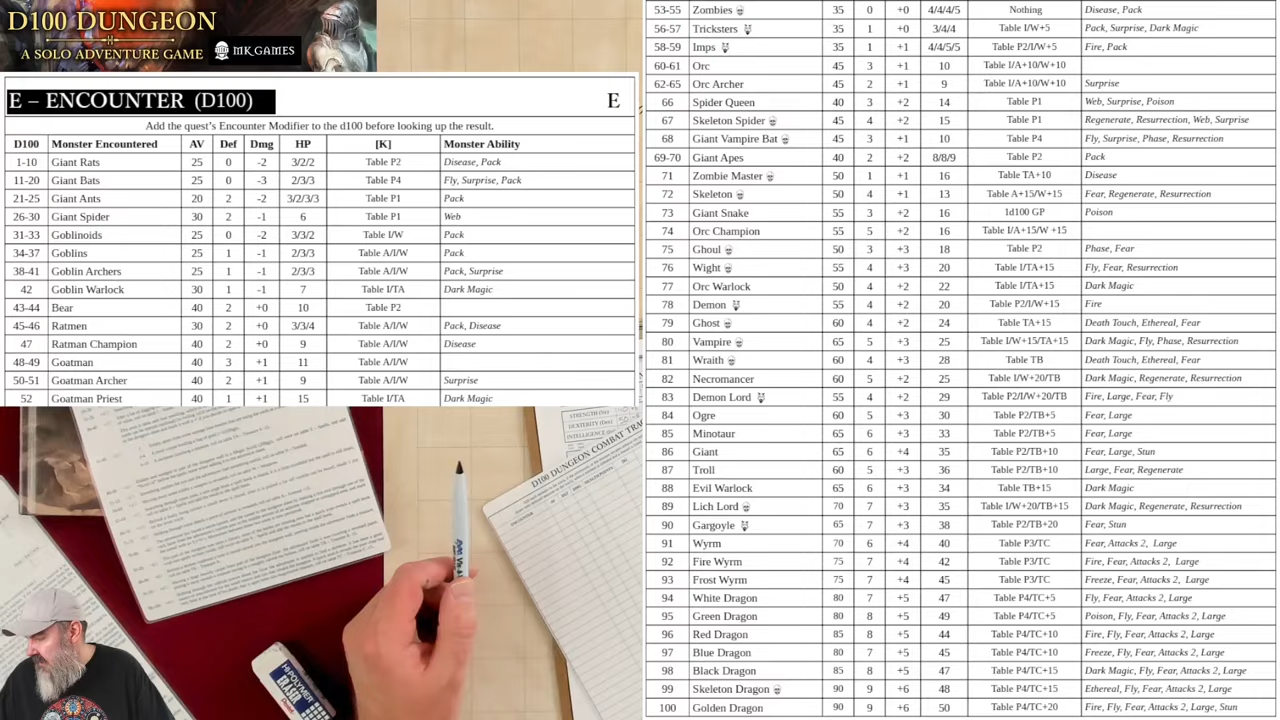 D100 DUNGEON
A SOLO ADVENTURE GAME
MK.GAMES
E – ENCOUNTER (D100) E
Add the quest's Encounter Modifier to the d100 before looking up the result.
D100 Monster Encountered AV Def Dmg HP [K] Monster Ability
1-10 Giant Rats 25 0 -2 3/2/2 Table P2 Disease, Pack
11-20 Giant Bats 25 0 -3 2/3/3 Table P4 Fly, Surprise, Pack
21-25 Giant Ants 20 2 -2 3/2/3/3 Table P1 Pack
26-30 Giant Spider 30 2 -1 6 Table P1 Web
31-33 Goblinoids 25 0 -2 3/3/2 Table I/W Pack
34-37 Goblins 25 1 -1 2/3/3 Table A/I/W Pack
38-41 Goblin Archers 25 1 -1 2/3/3 Table A/I/W Pack, Surprise
42 Goblin Warlock 30 1 -1 7 Table I/TA Dark Magic
43-44 Bear 40 2 +0 10 Table P2
45-46 Ratmen 30 2 +0 3/3/4 Table A/I/W Pack, Disease
47 Ratman Champion 40 2 +0 9 Table A/I/W Disease
48-49 Goatman 40 3 +1 11 Table A/I/W
50-51 Goatman Archer 40 2 +1 9 Table A/I/W Surprise
52 Goatman Priest 40 1 +1 15 Table I/TA Dark Magic
53-55 Zombies 35 0 +0 4/4/4/5 Nothing Disease, Pack
56-57 Tricksters 35 1 +0 3/4/4 Table I/W+5 Pack, Surprise, Dark Magic
58-59 Imps 35 1 +1 4/4/5/5 Table P2/I/W+5 Fire, Pack
60-61 Orc 45 3 +1 10 Table I/A+10/W+10
62-65 Orc Archer 45 2 +1 9 Table I/A+10/W+10 Surprise
66 Spider Queen 40 3 +2 14 Table P1 Web, Surprise, Poison
67 Skeleton Spider 45 4 +2 15 Table P1 Regenerate, Resurrection, Web, Surprise
68 Giant Vampire Bat 45 3 +1 10 Table P4 Fly, Surprise, Phase, Resurrection
69-70 Giant Apes 40 2 +2 8/8/9 Table P2 Pack
71 Zombie Master 50 1 +1 16 Table TA+10 Disease
72 Skeleton 50 4 +1 13 Table A+15/W+15 Fear, Regenerate, Resurrection
73 Giant Snake 55 3 +2 16 1d100 GP Poison
74 Orc Champion 55 5 +2 16 Table I/A+15/W +15
75 Ghoul 50 3 +3 18 Table P2 Phase, Fear
76 Wight 55 4 +3 20 Table I/TA+15 Fly, Fear, Resurrection
77 Orc Warlock 50 4 +2 22 Table I/TA+15 Dark Magic
78 Demon 55 4 +2 20 Table P2/I/W+15 Fire
79 Ghost 60 4 +2 24 Table TA+15 Death Touch, Ethereal, Fear
80 Vampire 65 5 +3 25 Table I/W+15/TA+15 Dark Magic, Fly, Phase, Resurrection
81 Wraith 60 4 +3 28 Table TB Death Touch, Ethereal, Fear
82 Necromancer 60 5 +2 25 Table I/W+20/TB Dark Magic, Regenerate, Resurrection
83 Demon Lord 55 4 +2 29 Table P2/I/W+20/TB Fire, Large, Fear, Fly
84 Ogre 60 5 +3 30 Table P2/TB+5 Fear, Large
85 Minotaur 65 6 +3 33 Table P2/TB+5 Fear, Large
86 Giant 65 6 +4 35 Table P2/TB+10 Fear, Large, Stun
87 Troll 60 5 +3 36 Table P2/TB+10 Large, Fear, Regenerate
88 Evil Warlock 65 6 +3 34 Table TB+15 Dark Magic
89 Lich Lord 70 7 +3 35 Table I/W+20/TB+15 Dark Magic, Regenerate, Resurrection
90 Gargoyle 65 7 +3 38 Table P2/TB+20 Fear, Stun
91 Wyrm 70 6 +4 40 Table P3/TC Fear, Attacks 2, Large
92 Fire Wyrm 75 7 +4 42 Table P3/TC Fire, Fear, Attacks 2, Large
93 Frost Wyrm 75 7 +4 45 Table P3/TC Freeze, Fear, Attacks 2, Large
94 White Dragon 80 7 +5 47 Table P4/TC+5 Fly, Fear, Attacks 2, Large
95 Green Dragon 80 8 +5 49 Table P4/TC+5 Poison, Fly, Fear, Attacks 2, Large
96 Red Dragon 85 8 +5 44 Table P4/TC+10 Fire, Fly, Fear, Attacks 2, Large
97 Blue Dragon 80 7 +5 45 Table P4/TC+10 Freeze, Fly, Fear, Attacks 2, Large
98 Black Dragon 85 8 +5 47 Table P4/TC+15 Dark Magic, Fly, Fear, Attacks 2, Large
99 Skeleton Dragon 90 9 +6 48 Table P4/TC+15 Ethereal, Fly, Fear, Attacks 2, Large
100 Golden Dragon 90 9 +6 50 Table P4/TC+20 Fire, Fly, Fear, Attacks 2, Large, Stun
STRENGTH (Str)
DEXTERITY (Dex)
INTELLIGENCE (Int)
D100 DUNGEON COMBAT TRA
HI-POLYMER
ERASER